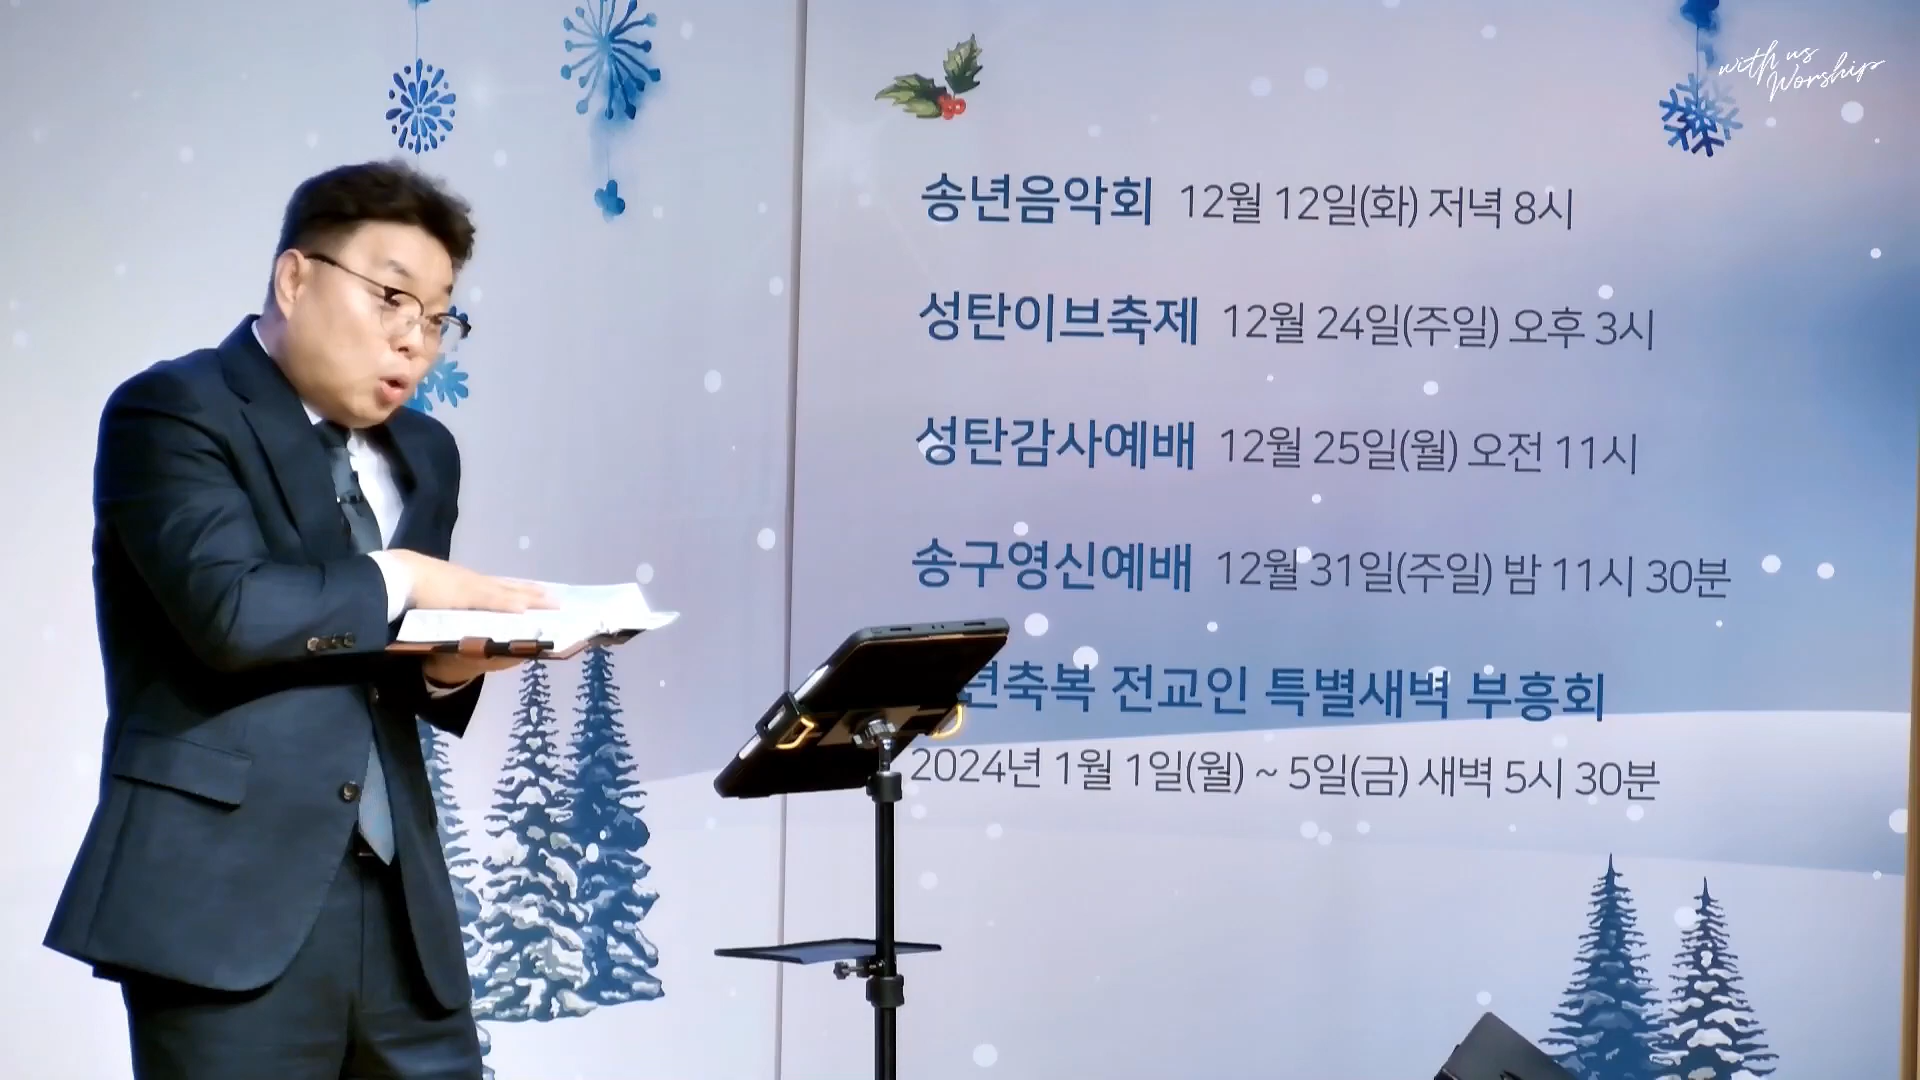 with us
Worship
송년음악회 12월 12일(화) 저녁 8시
성탄이브축제 12월 24일(주일) 오후 3시
성탄감사예배 12월 25일(월) 오전 11시
송구영신예배 12월 31일(주일) 밤 11시 30분
년축복 전교인 특별새벽 부흥회
2024년 1월 1일(월) ~ 5일(금) 새벽 5시 30분